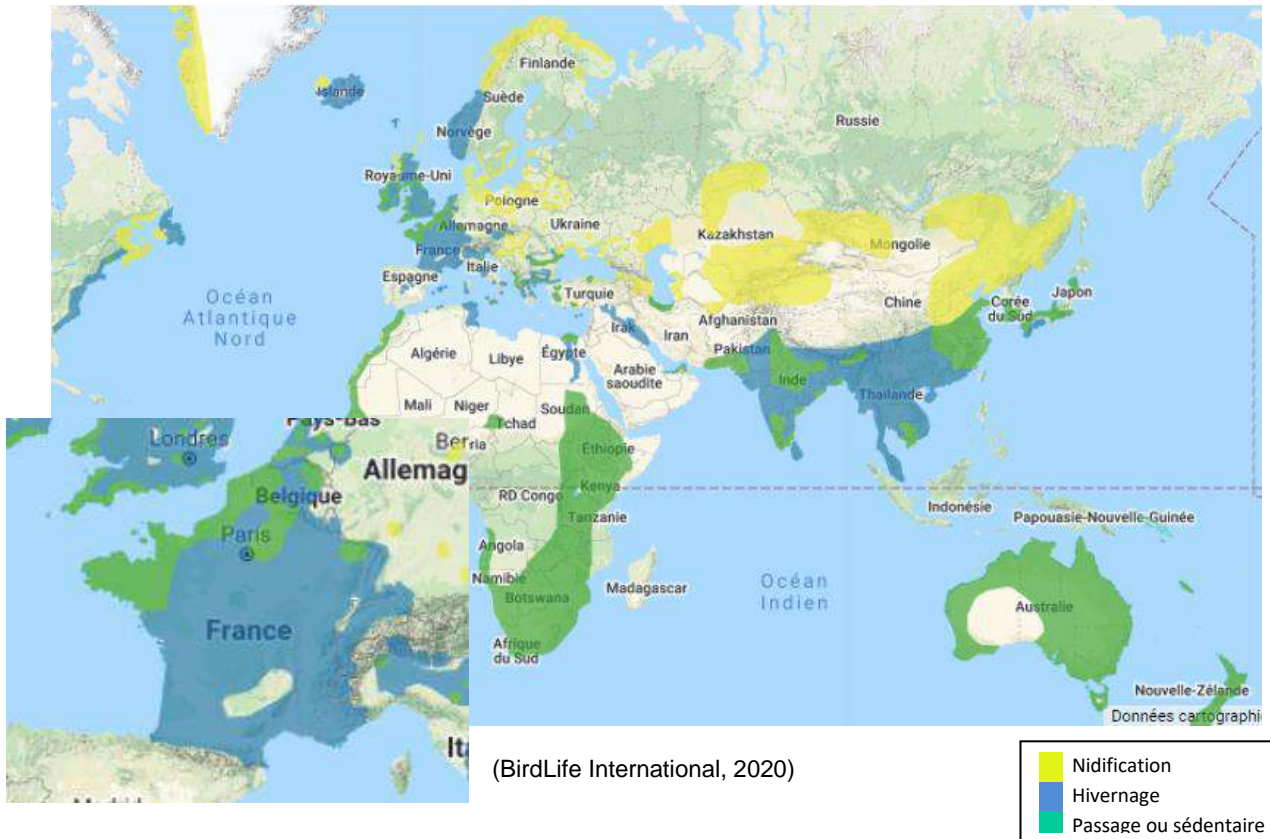 Finlande
Islande
Suède
Russie
Norvège
Royaume-Uni
Pologne
Allemagne
Ukraine
Kazakhstan
Mongolie
France
Italie
Espagne
Océan
Atlantique
Nord
Turquie
Chine
Corée
du Sud
Japon
Afghanistan
Irak
Iran
Pakistan
Algérie
Libye
Égypte
Arabie
saoudite
Inde
Thaïlande
Mali
Niger
Soudan
Tchad
Éthiopie
Kenya
RD Congo
Tanzanie
Indonésie
Papouasie-Nouvelle-Guinée
Angola
Namibie
Botswana
Madagascar
Océan
Indien
Australie
Afrique
du Sud
Nouvelle-Zélande
Données cartographi
Pays-Bas
Londres
Ber
ria
Allemag
Belgique
Paris
France
Ita
Madrid
(BirdLife International, 2020)
Nidification
Hivernage
Passage ou sédentaire